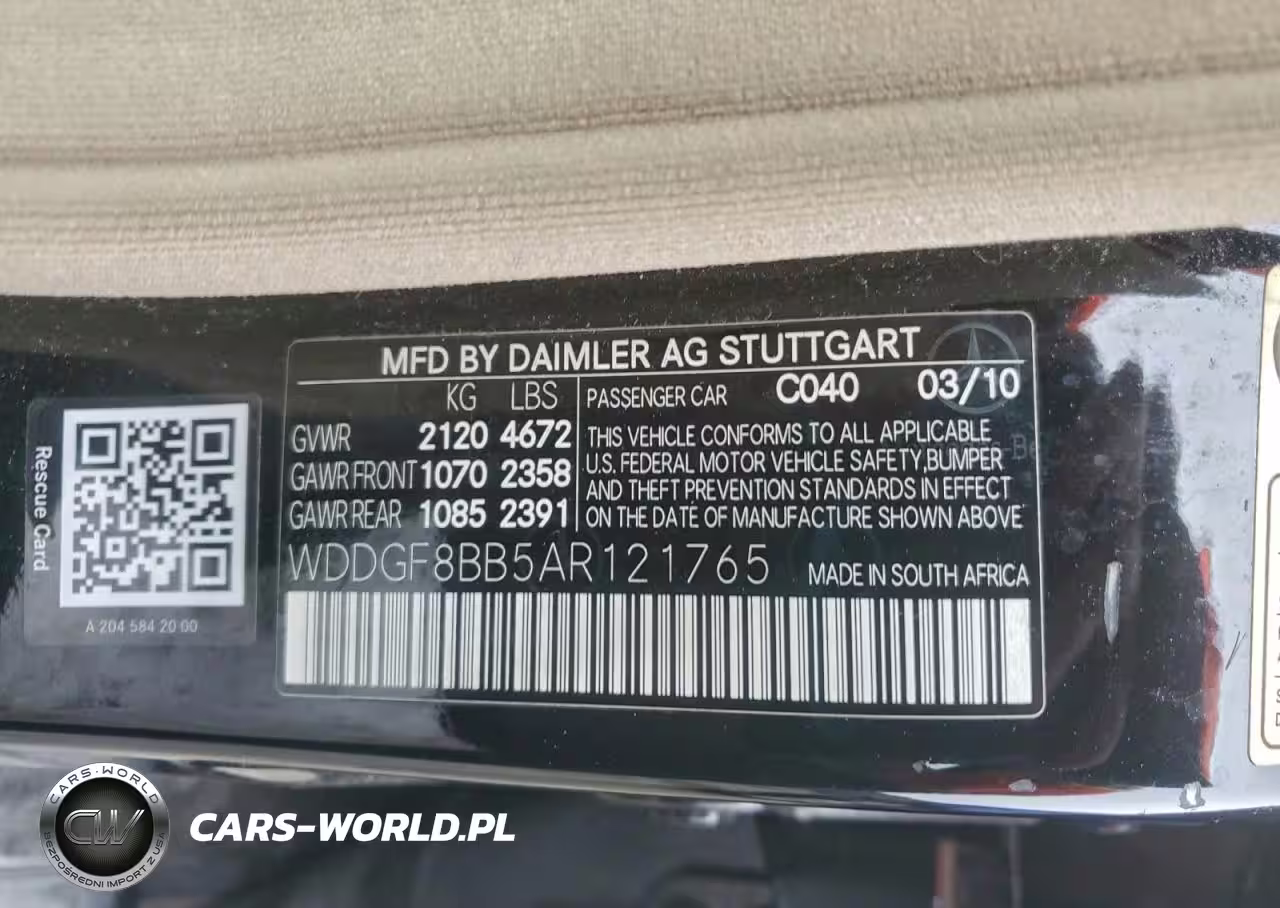 MFD BY DAIMLER AG STUTTGART
KG LBS
GVWR 2120 4672
GAWR FRONT 1070 2358
GAWR REAR 1085 2391
PASSENGER CAR C040 03/10
THIS VEHICLE CONFORMS TO ALL APPLICABLE
U.S. FEDERAL MOTOR VEHICLE SAFETY, BUMPER
AND THEFT PREVENTION STANDARDS IN EFFECT
ON THE DATE OF MANUFACTURE SHOWN ABOVE
WDDGF8BB5AR121765 MADE IN SOUTH AFRICA
Rescue Card
A 204 584 20 00
CARS·WORLD
CW
BEZPOŚREDNI IMPORT Z USA
CARS-WORLD.PL